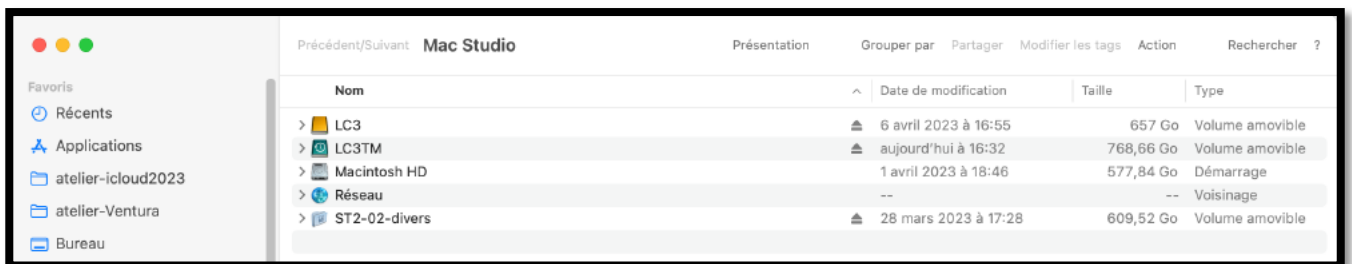 Précédent/Suivant Mac Studio Présentation Grouper par Partager Modifier les tags Action Rechercher ?
Favoris
Récents
Applications
atelier-icloud2023
atelier-Ventura
Bureau
Nom Date de modification Taille Type
LC3 6 avril 2023 à 16:55 657 Go Volume amovible
LC3TM aujourd'hui à 16:32 768,66 Go Volume amovible
Macintosh HD 1 avril 2023 à 18:46 577,84 Go Démarrage
Réseau -- -- Voisinage
ST2-02-divers 28 mars 2023 à 17:28 609,52 Go Volume amovible